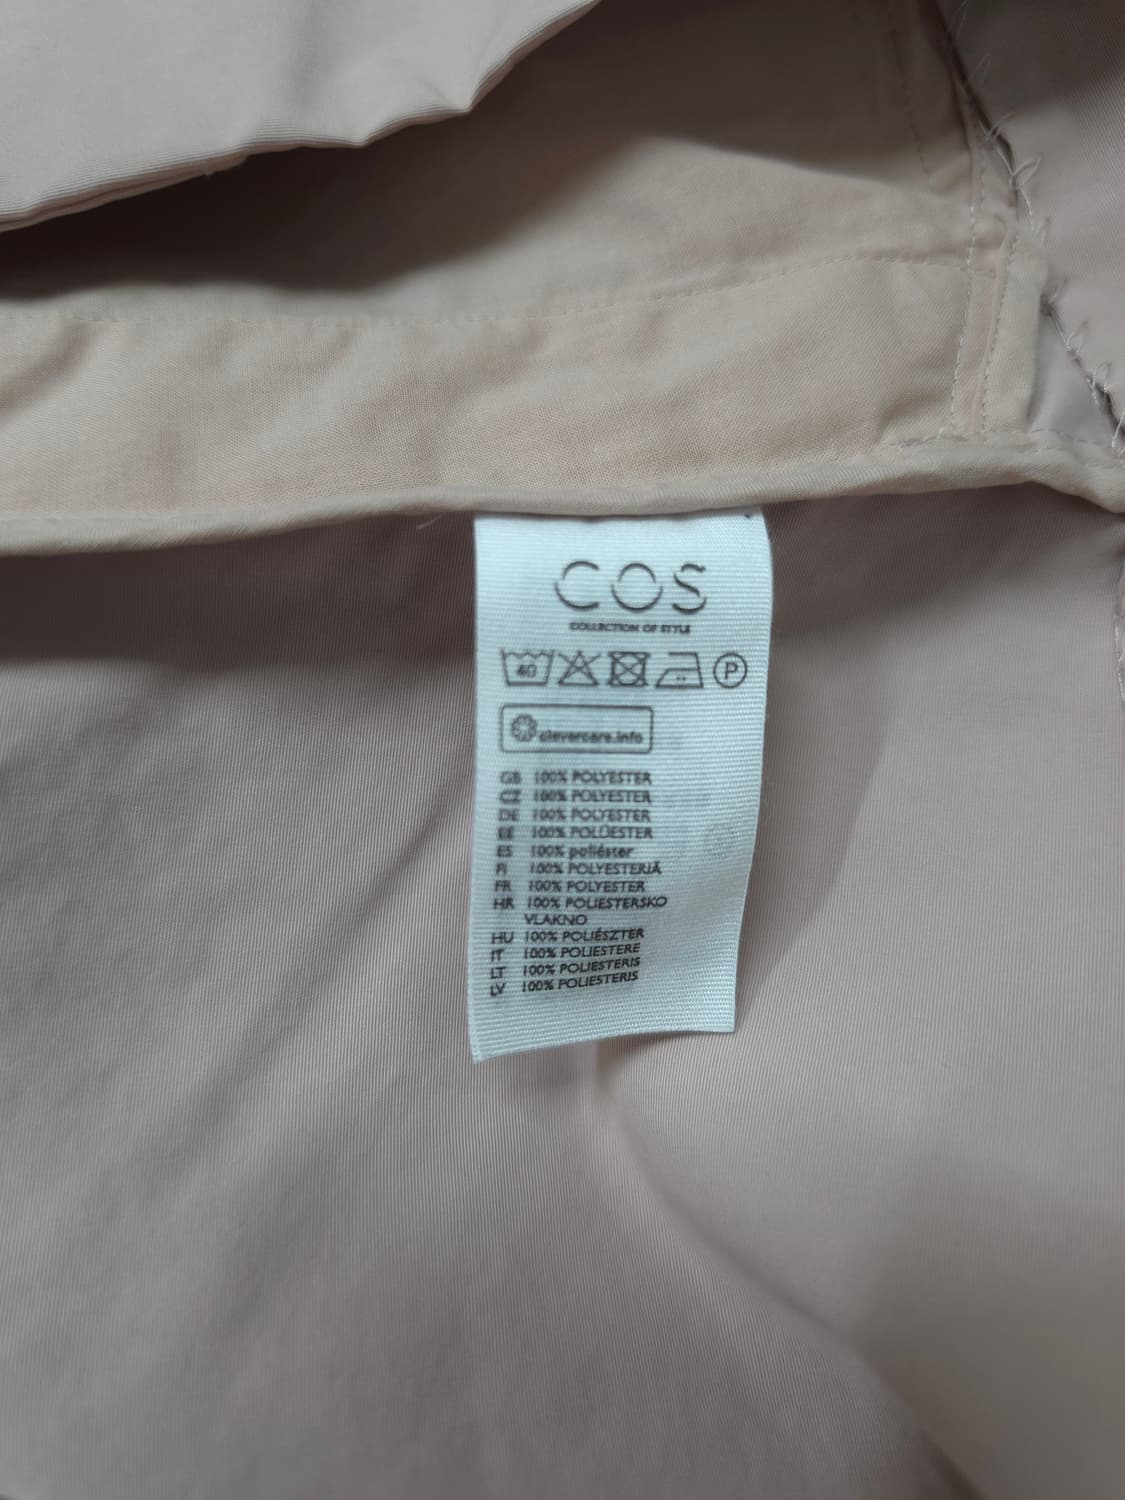 COS
COLLECTION OF STYLE
40 P
clevercare.info
GB 100% POLYESTER
CZ 100% POLYESTER
DE 100% POLYESTER
EE 100% POLÜESTER
ES 100% poliéster
FI 100% POLYESTERIÄ
FR 100% POLYESTER
HR 100% POLIESTERSKO
VLAKNO
HU 100% POLIÉSZTER
IT 100% POLIESTERE
LT 100% POLIESTERIS
LV 100% POLIESTERIS